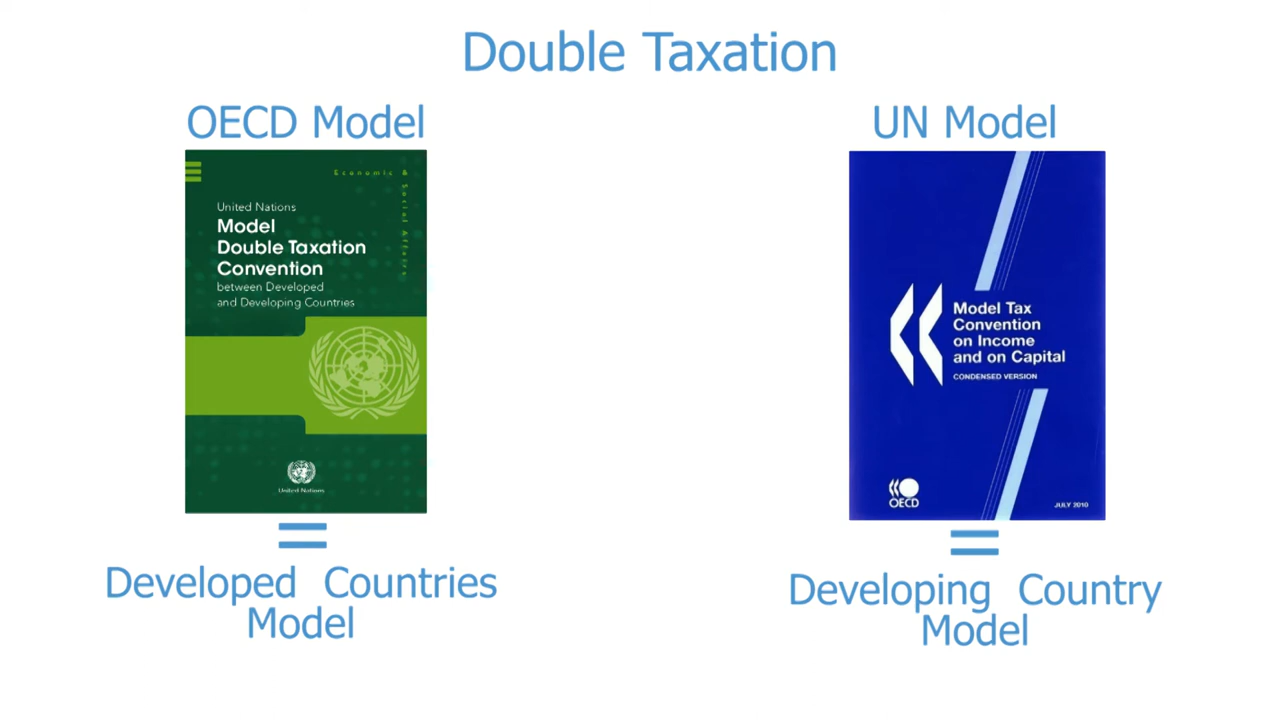 Double Taxation
OECD Model
UN Model
Economic & Social Affairs
United Nations
Model
Double Taxation
Convention
between Developed
and Developing Countries
United Nations
Model Tax
Convention
on Income
and on Capital
CONDENSED VERSION
OECD
JULY 2010
=
Developed Countries
Model
=
Developing Country
Model